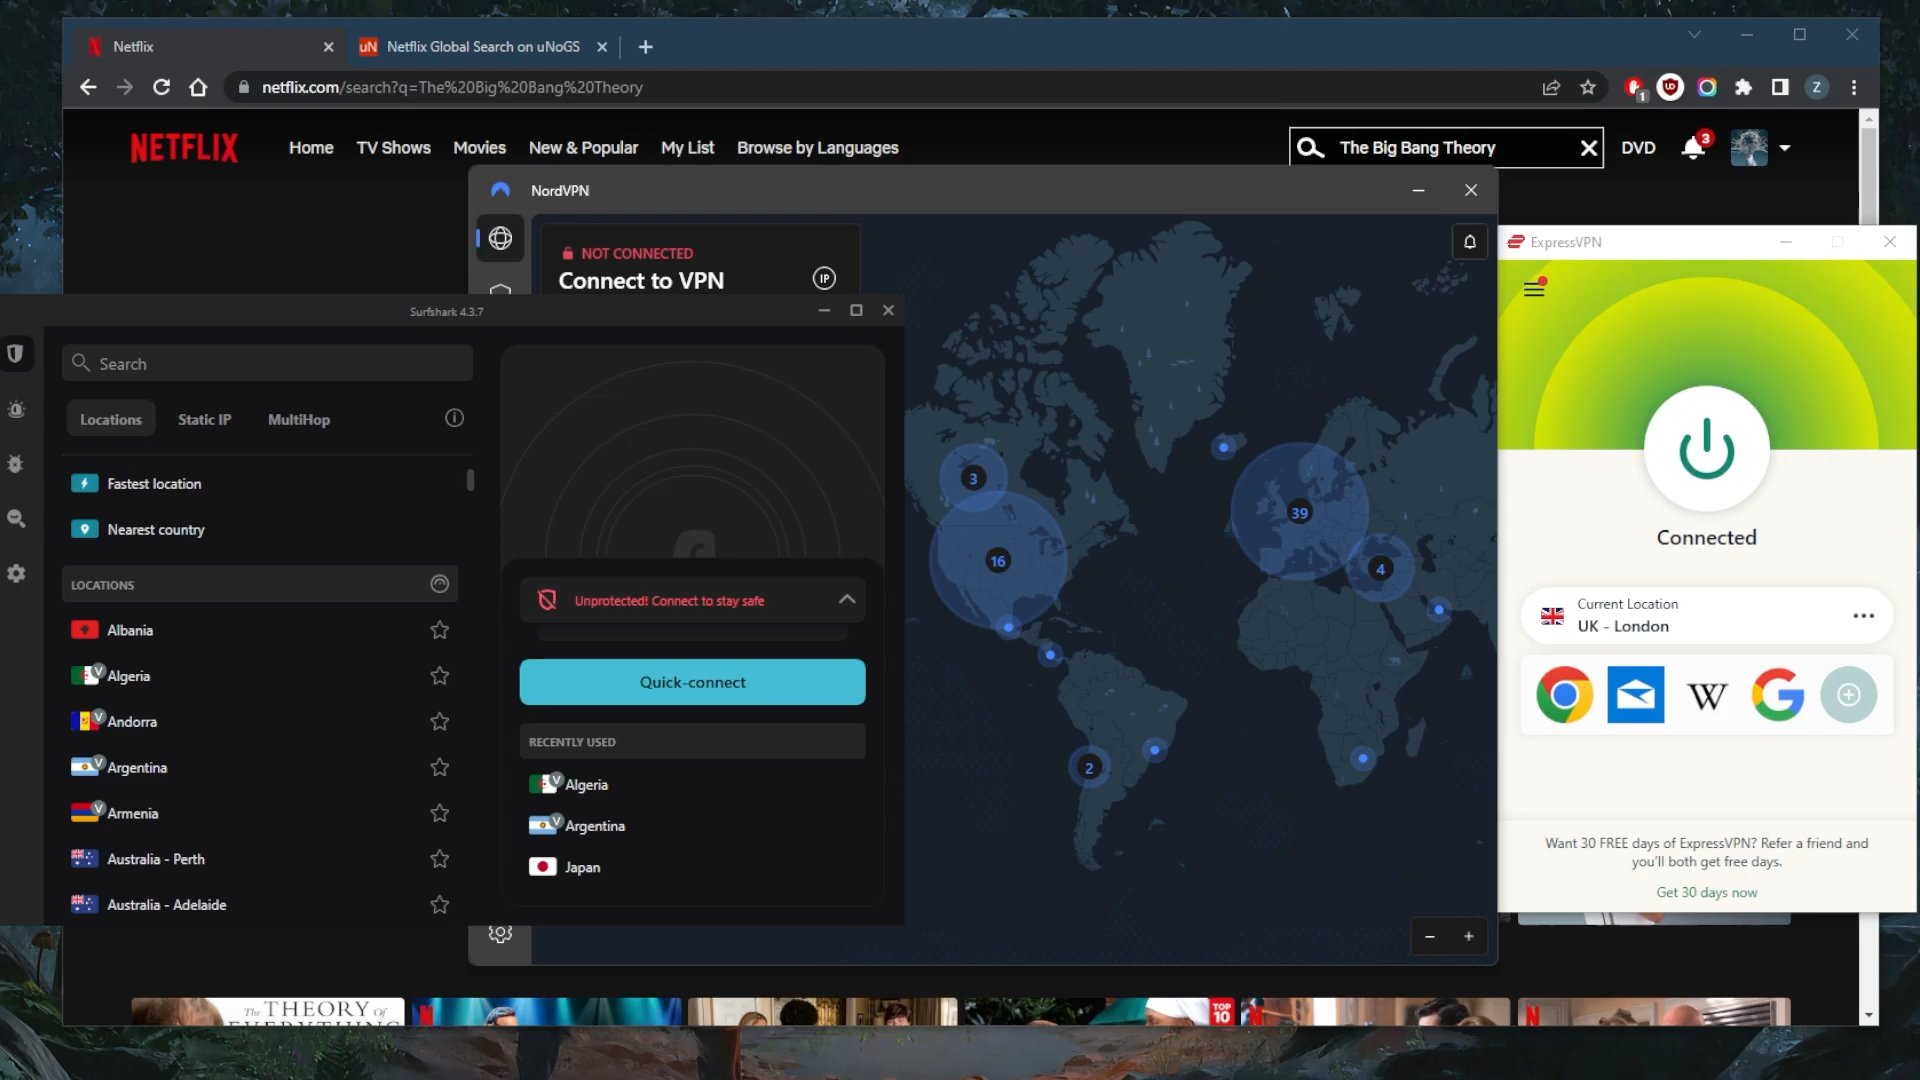 Netflix
uN Netflix Global Search on uNoGS
netflix.com/search?q=The%20Big%20Bang%20Theory
1
Z
NETFLIX
Home TV Shows Movies New & Popular My List Browse by Languages
The Big Bang Theory
DVD
3
NordVPN
NOT CONNECTED
Connect to VPN
IP
3
16
39
4
2
Surfshark 4.3.7
Search
Locations Static IP MultiHop
Fastest location
Nearest country
LOCATIONS
Albania
V Algeria
V Andorra
V Argentina
V Armenia
Australia - Perth
Australia - Adelaide
Unprotected! Connect to stay safe
Quick-connect
RECENTLY USED
V Algeria
V Argentina
Japan
ExpressVPN
Connected
Current Location
UK - London
W
G
Want 30 FREE days of ExpressVPN? Refer a friend and
you'll both get free days.
Get 30 days now
The THEORY OF
EVERYTHING
N
TOP
10
N
N